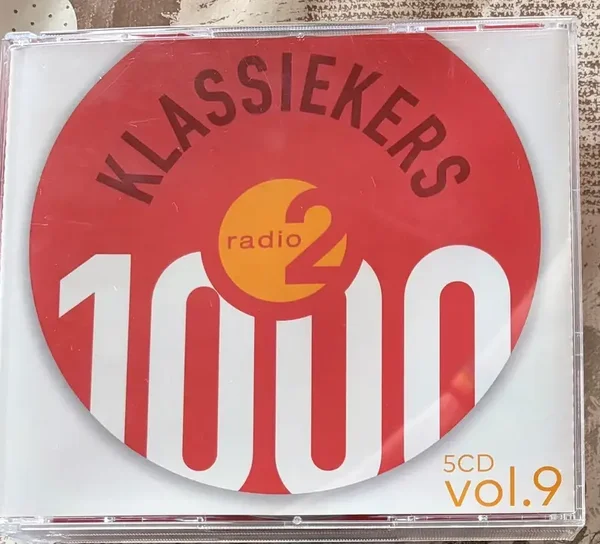 KLASSIEKERS
radio 2
1000
5CD
vol.9